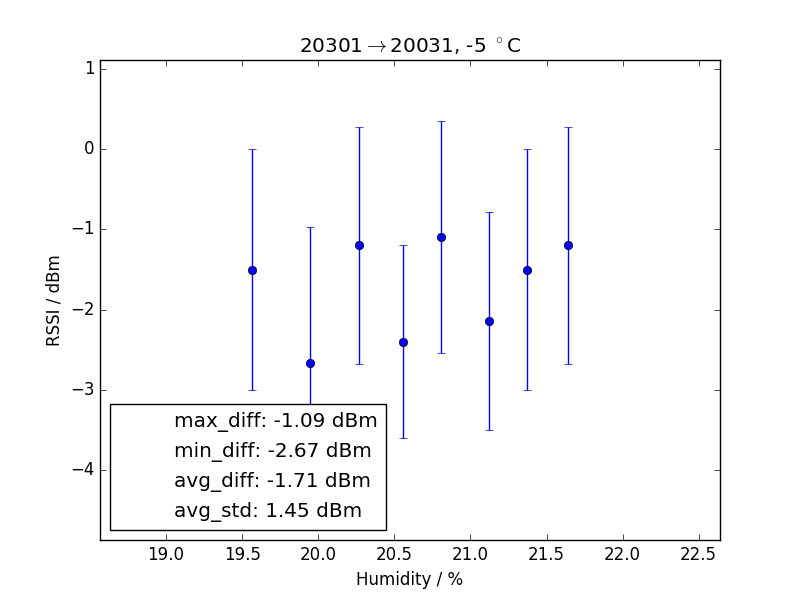 20301→20031, -5 °C
1
0
−1
−2
−3
−4
RSSI / dBm
max_diff: -1.09 dBm
min_diff: -2.67 dBm
avg_diff: -1.71 dBm
avg_std: 1.45 dBm
19.0 19.5 20.0 20.5 21.0 21.5 22.0 22.5
Humidity / %